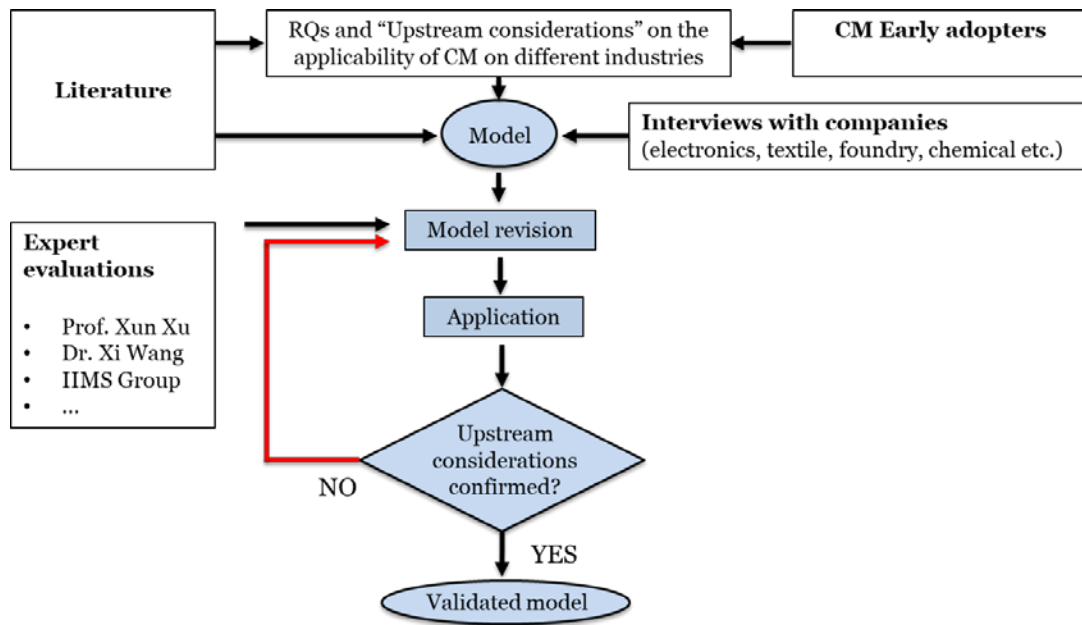 RQs and “Upstream considerations” on the
applicability of CM on different industries
CM Early adopters
Literature
Model
Interviews with companies
(electronics, textile, foundry, chemical etc.)
Expert
evaluations
• Prof. Xun Xu
• Dr. Xi Wang
• IIMS Group
• ...
Model revision
Application
Upstream
considerations
confirmed?
NO
YES
Validated model